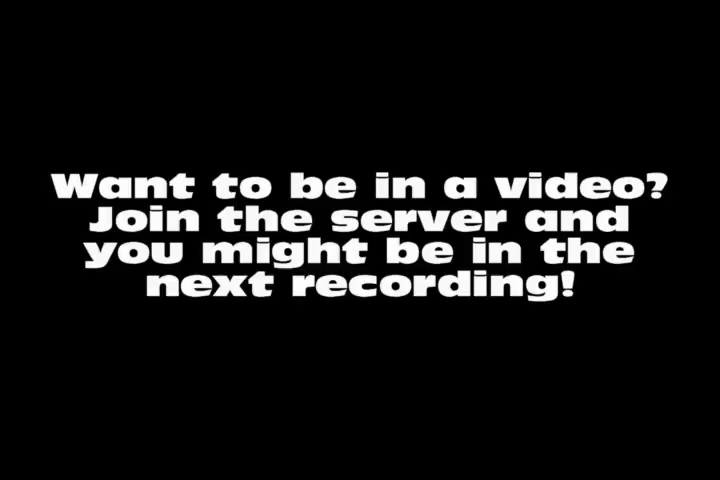 Want to be in a video?
Join the server and
you might be in the
next recording!